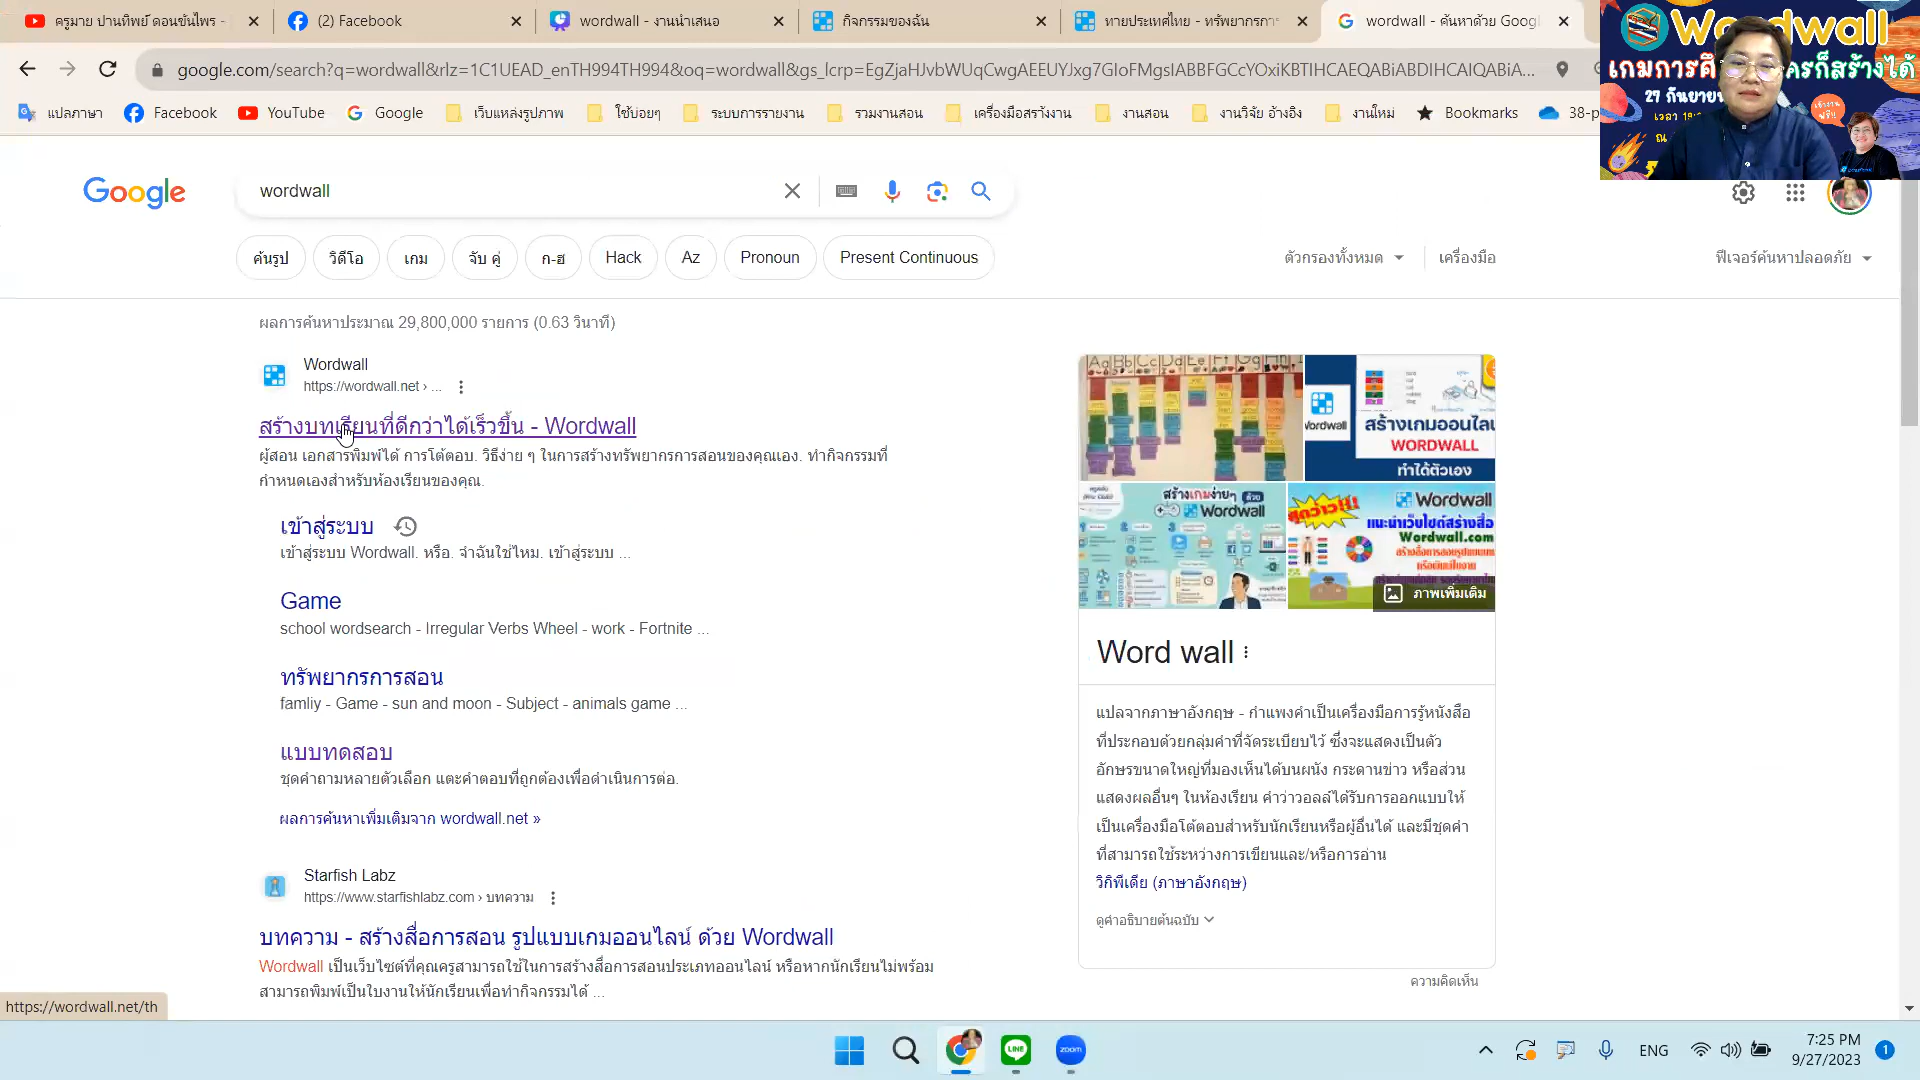 ครูมาย ปานทิพย์ ดอนขันไพร -
(2) Facebook
wordwall - งานนำเสนอ
กิจกรรมของฉัน
ทายประเทศไทย - ทรัพยากรกา
wordwall - ค้นหาด้วย Googl
google.com/search?q=wordwall&rlz=1C1UEAD_enTH994TH994&oq=wordwall&gs_lcrp=EgZjaHJvbWUqCwgAEEUYJxg7GIoFMgsIABBFGCcYOxiKBTIHCAEQABiABDIHCAIQABiA...
แปลภาษา
Facebook
YouTube
Google
เว็บแหล่งรูปภาพ
ใช้บ่อยๆ
ระบบการรายงาน
รวมงานสอน
เครื่องมือสร้างงาน
งานสอน
งานวิจัย อ้างอิง
งานใหม่
Bookmarks
Wordwall
27 กันยายน
Google
wordwall
ค้นรูป
วิดีโอ
เกม
จับ คู่
ก-ฮ
Hack
Az
Pronoun
Present Continuous
ตัวกรองทั้งหมด
เครื่องมือ
ฟีเจอร์ค้นหาปลอดภัย
ผลการค้นหาประมาณ 29,800,000 รายการ (0.63 วินาที)
Wordwall
https://wordwall.net › ...
สร้างบทเรียนที่ดีกว่าได้เร็วขึ้น - Wordwall
ผู้สอน เอกสารพิมพ์ได้ การโต้ตอบ. วิธีง่าย ๆ ในการสร้างทรัพยากรการสอนของคุณเอง. ทำกิจกรรมที่
กำหนดเองสำหรับห้องเรียนของคุณ.
เข้าสู่ระบบ
เข้าสู่ระบบ Wordwall. หรือ. จำฉันใช่ไหม. เข้าสู่ระบบ ...
Game
school wordsearch - Irregular Verbs Wheel - work - Fortnite ...
ทรัพยากรการสอน
famliy - Game - sun and moon - Subject - animals game ...
แบบทดสอบ
ชุดคำถามหลายตัวเลือก แตะคำตอบที่ถูกต้องเพื่อดำเนินการต่อ.
ผลการค้นหาเพิ่มเติมจาก wordwall.net »
Starfish Labz
https://www.starfishlabz.com › บทความ
บทความ - สร้างสื่อการสอน รูปแบบเกมออนไลน์ ด้วย Wordwall
Wordwall เป็นเว็บไซต์ที่คุณครูสามารถใช้ในการสร้างสื่อการสอนประเภทออนไลน์ หรือหากนักเรียนไม่พร้อม
สามารถพิมพ์เป็นใบงานให้นักเรียนเพื่อทำกิจกรรมได้ ...
สร้างเกมออนไลน์
WORDWALL
ทำได้ตัวเอง
สร้างเกมง่ายๆ ด้วย
Wordwall
Wordwall
แนะนำเว็บไซต์สร้างสื่อ
Wordwall.com
ภาพเพิ่มเติม
Word wall
แปลจากภาษาอังกฤษ - กำแพงคำเป็นเครื่องมือการรู้หนังสือ
ที่ประกอบด้วยกลุ่มคำที่จัดระเบียบไว้ ซึ่งจะแสดงเป็นตัว
อักษรขนาดใหญ่ที่มองเห็นได้บนผนัง กระดานข่าว หรือส่วน
แสดงผลอื่นๆ ในห้องเรียน คำว่าวอลล์ได้รับการออกแบบให้
เป็นเครื่องมือโต้ตอบสำหรับนักเรียนหรือผู้อื่นได้ และมีชุดคำ
ที่สามารถใช้ระหว่างการเขียนและ/หรือการอ่าน
วิกิพีเดีย (ภาษาอังกฤษ)
ดูคำอธิบายต้นฉบับ
ความคิดเห็น
https://wordwall.net/th
zoom
LINE
ENG
7:25 PM
9/27/2023
1